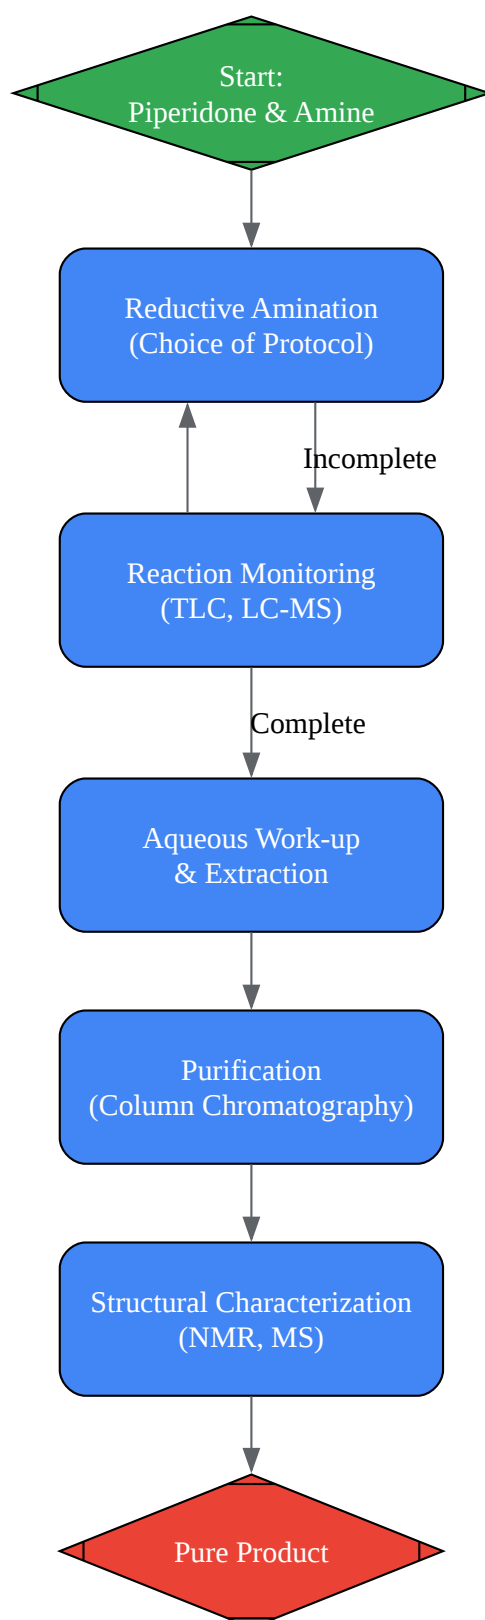 Start:
Piperidone & Amine
Reductive Amination
(Choice of Protocol)
Incomplete
Reaction Monitoring
(TLC, LC-MS)
Complete
Aqueous Work-up
& Extraction
Purification
(Column Chromatography)
Structural Characterization
(NMR, MS)
Pure Product